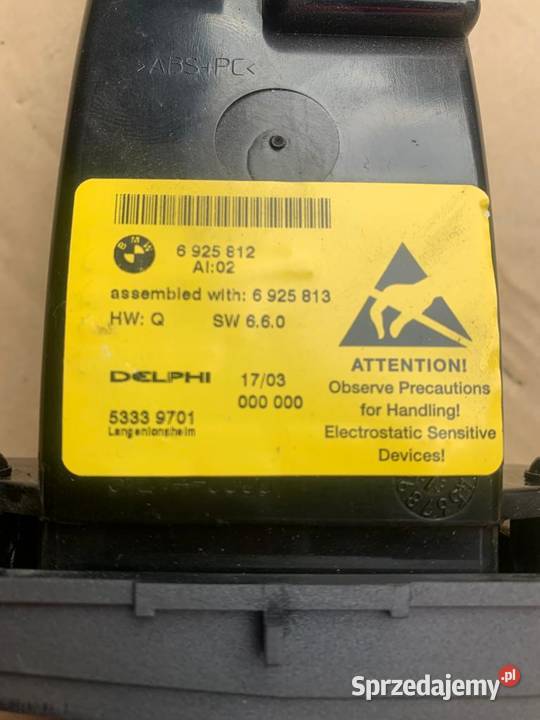 >ABS+PC<
BMW
6 925 812
AI:02
assembled with: 6 925 813
HW: Q SW 6.6.0
DELPHI 17/03
000 000
5333 9701
Langenlonsheim
ATTENTION!
Observe Precautions
for Handling!
Electrostatic Sensitive
Devices!
Sprzedajemy.pl